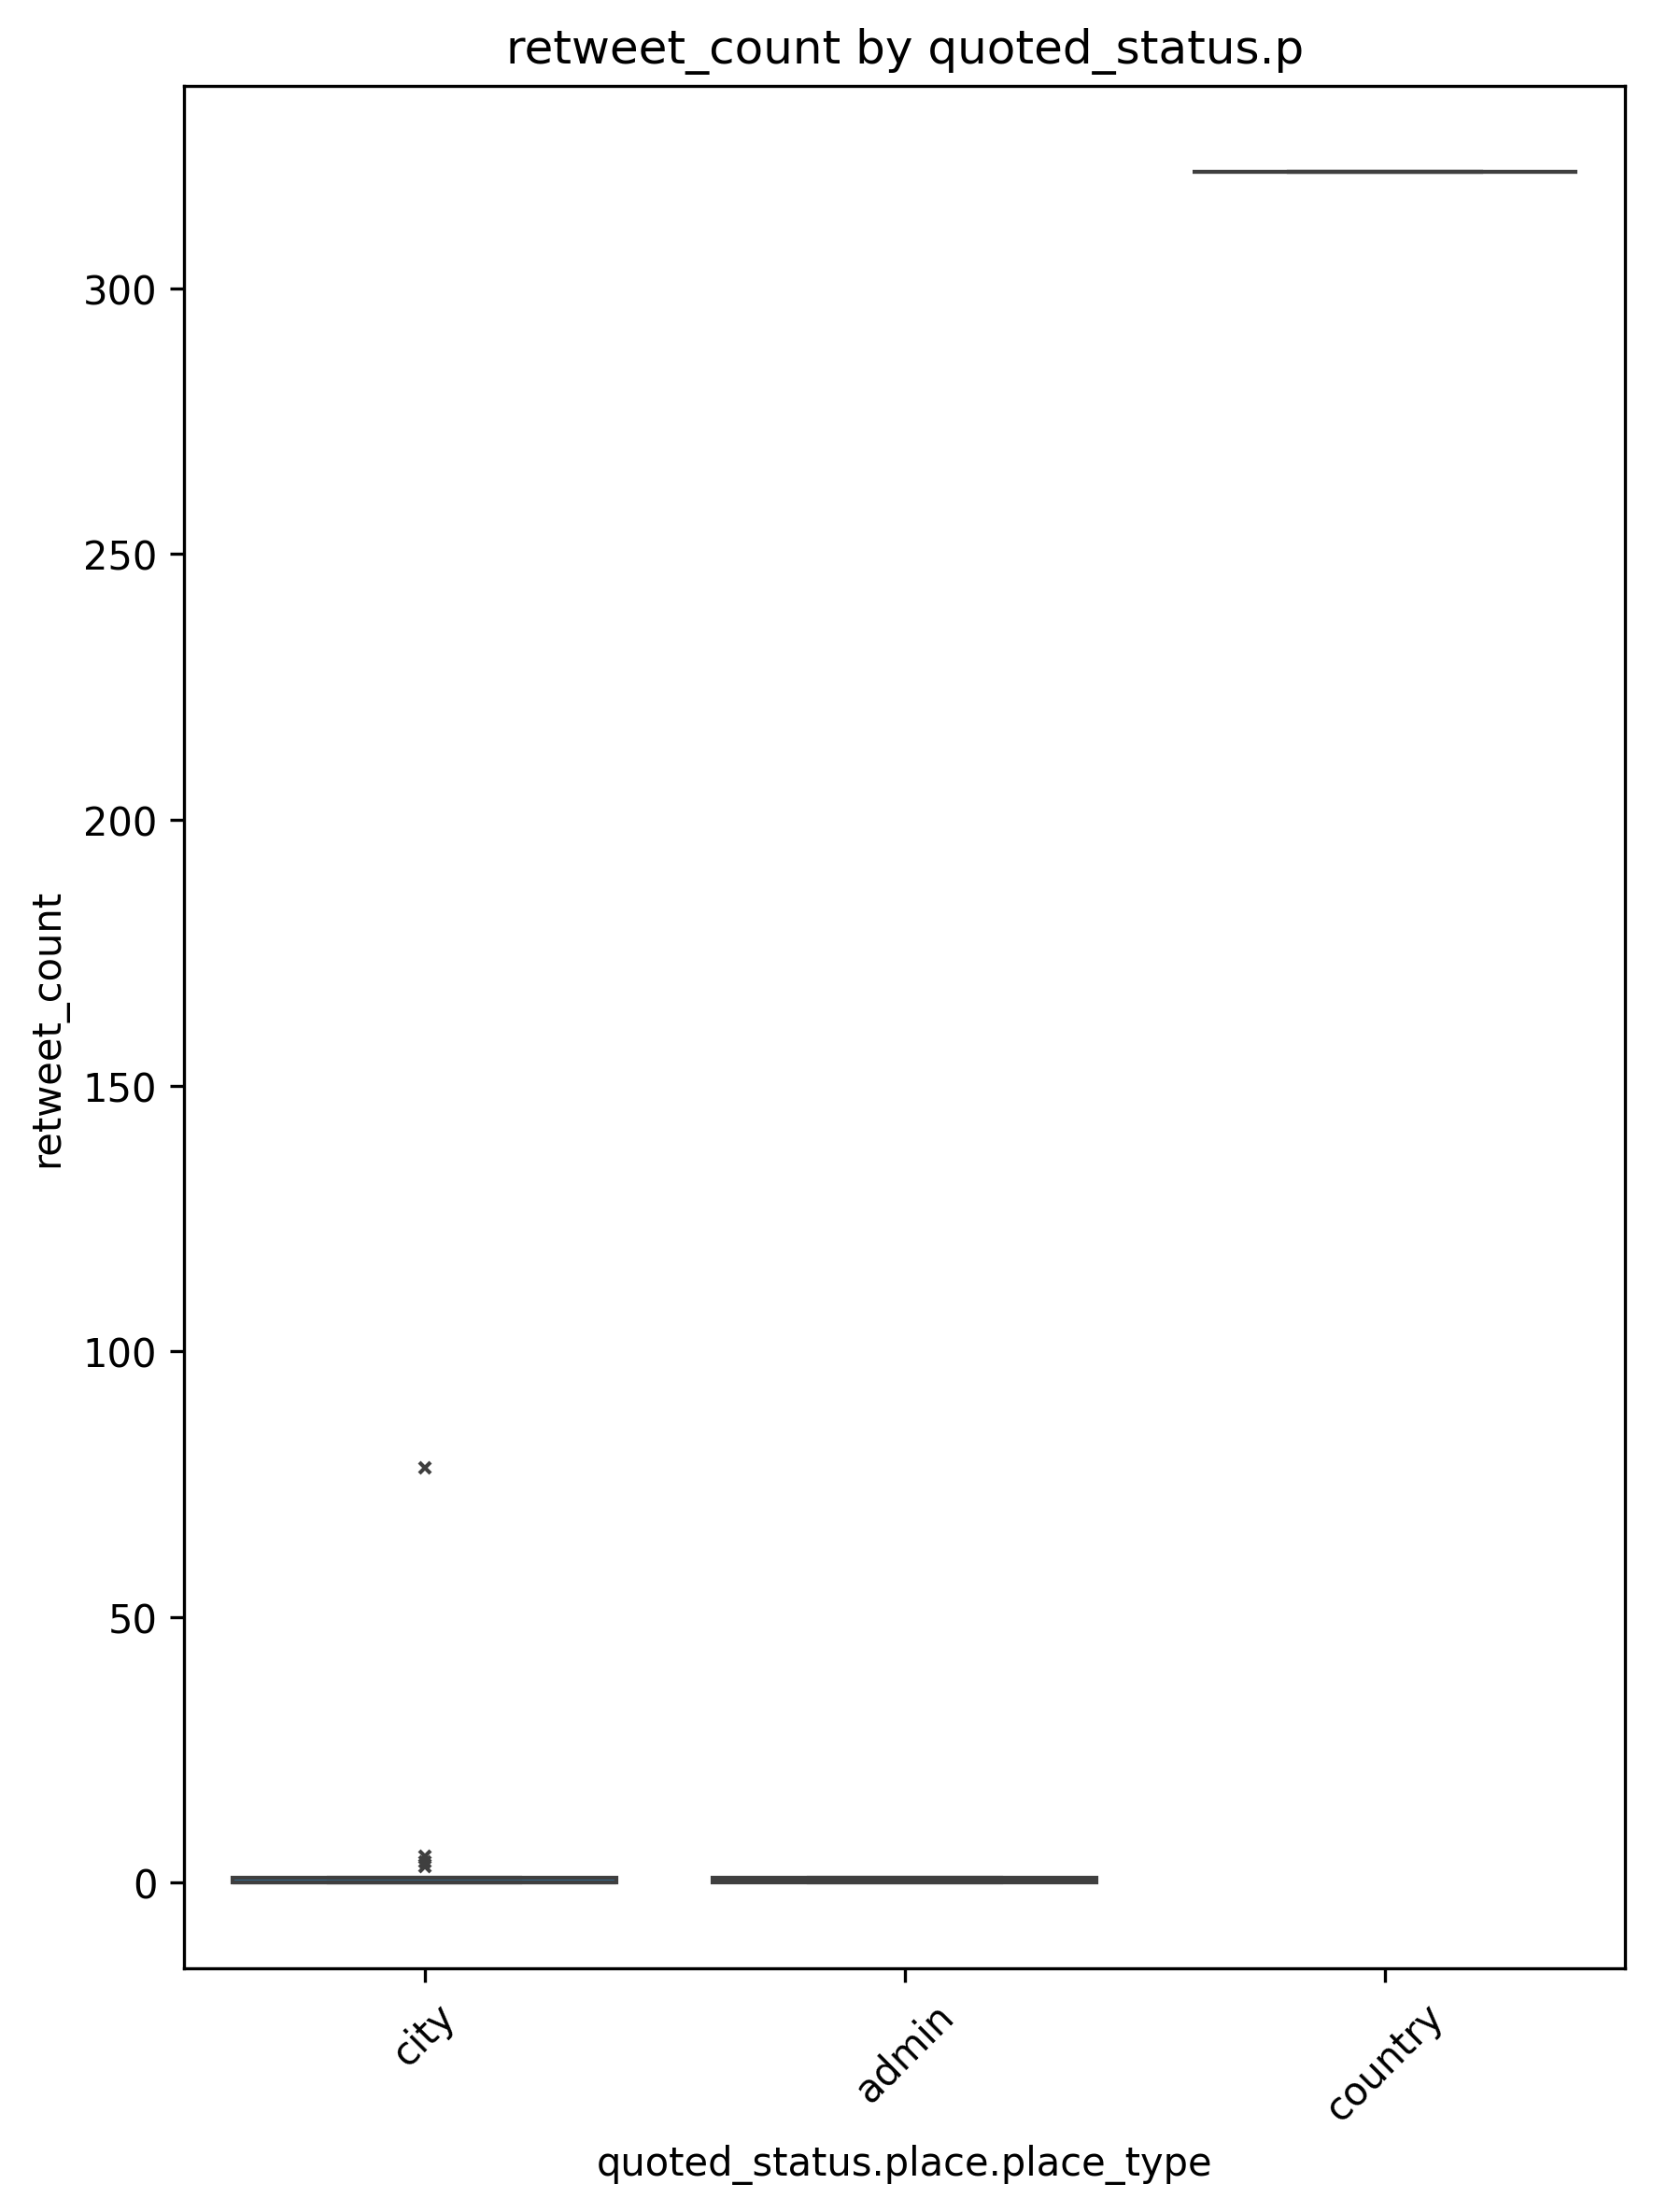 retweet_count by quoted_status.p
retweet_count
300
250
200
150
100
50
0
city
admin
country
quoted_status.place.place_type